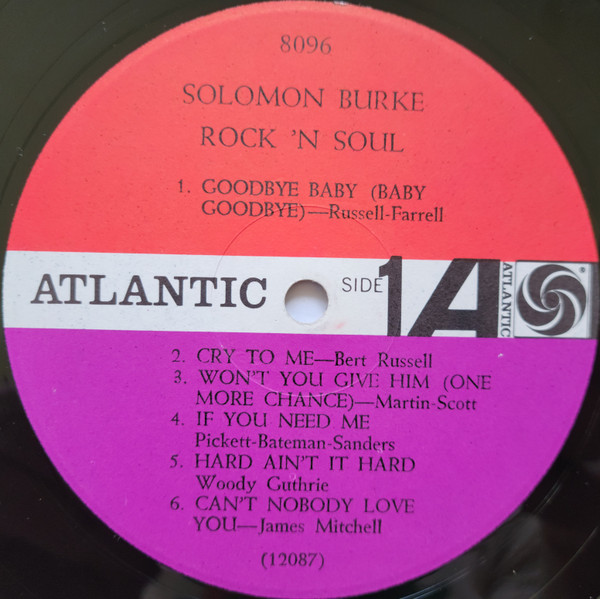 8096
SOLOMON BURKE
ROCK 'N SOUL
1. GOODBYE BABY (BABY
GOODBYE)—Russell-Farrell
ATLANTIC
SIDE 1
A
ATLANTIC
®
2. CRY TO ME—Bert Russell
3. WON'T YOU GIVE HIM (ONE
MORE CHANCE)—Martin-Scott
4. IF YOU NEED ME
Pickett-Bateman-Sanders
5. HARD AIN'T IT HARD
Woody Guthrie
6. CAN'T NOBODY LOVE
YOU—James Mitchell
(12087)